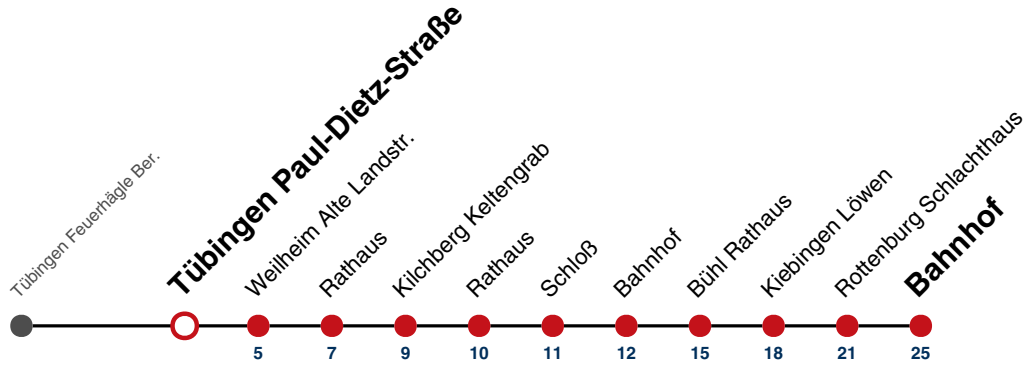 Tübingen Feuerhägle Ber.
Tübingen Paul-Dietz-Straße
Weilheim Alte Landstr.
Rathaus
Kilchberg Keltengrab
Rathaus
Schloß
Bahnhof
Bühl Rathaus
Kiebingen Löwen
Rottenburg Schlachthaus
Bahnhof
5 7 9 10 11 12 15 18 21 25